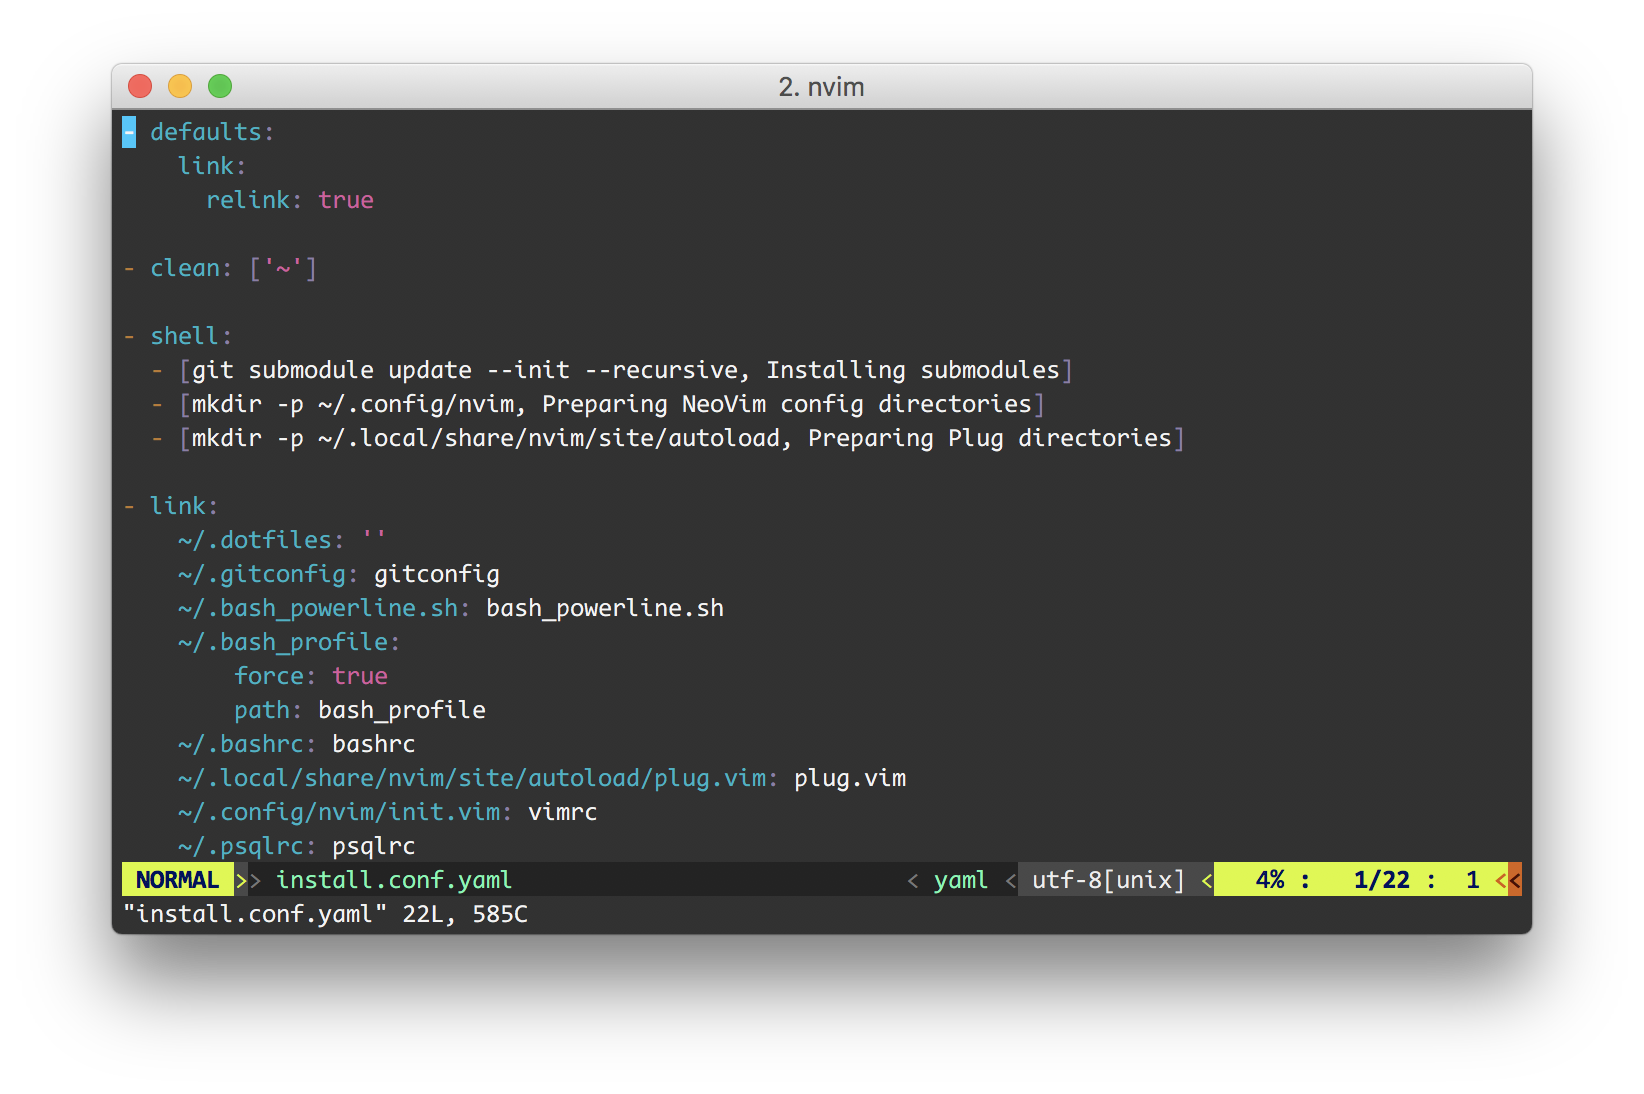 2. nvim
- defaults:
    link:
      relink: true
- clean: ['~']
- shell:
  - [git submodule update --init --recursive, Installing submodules]
  - [mkdir -p ~/.config/nvim, Preparing NeoVim config directories]
  - [mkdir -p ~/.local/share/nvim/site/autoload, Preparing Plug directories]
- link:
    ~/.dotfiles: ''
    ~/.gitconfig: gitconfig
    ~/.bash_powerline.sh: bash_powerline.sh
    ~/.bash_profile:
        force: true
        path: bash_profile
    ~/.bashrc: bashrc
    ~/.local/share/nvim/site/autoload/plug.vim: plug.vim
    ~/.config/nvim/init.vim: vimrc
    ~/.psqlrc: psqlrc
NORMAL >> install.conf.yaml < yaml < utf-8[unix] < 4% : 1/22 : 1 <<
"install.conf.yaml" 22L, 585C